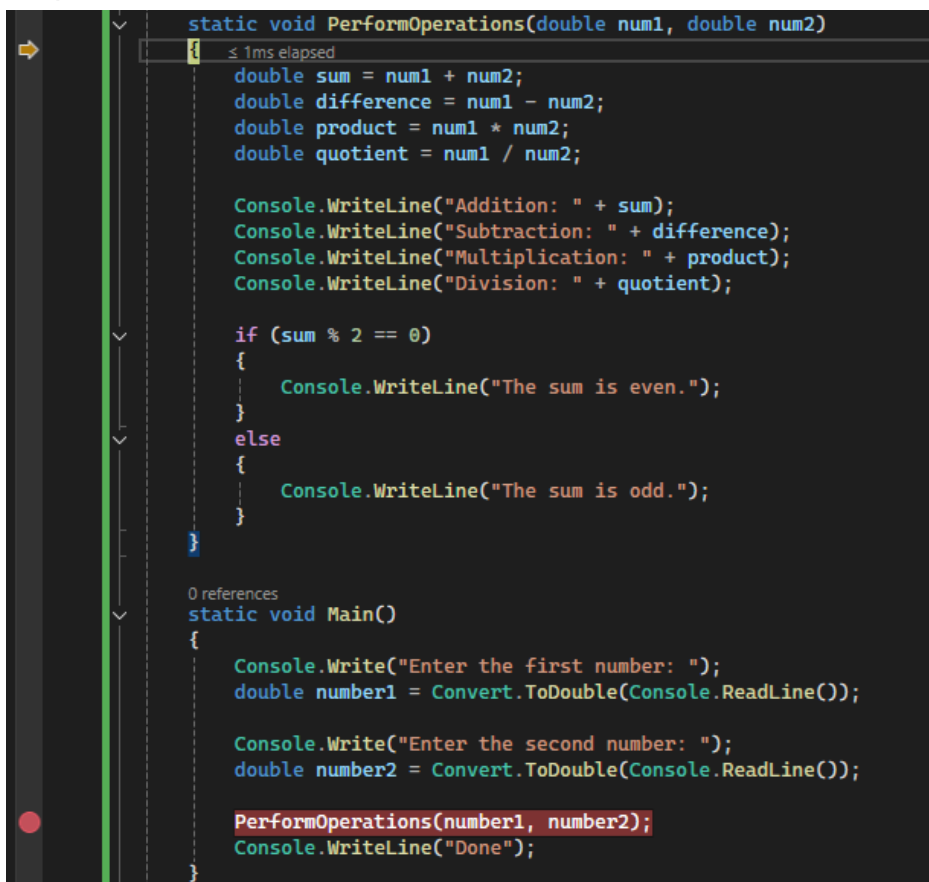 static void PerformOperations(double num1, double num2)
{ ≤ 1ms elapsed
double sum = num1 + num2;
double difference = num1 - num2;
double product = num1 * num2;
double quotient = num1 / num2;
Console.WriteLine("Addition: " + sum);
Console.WriteLine("Subtraction: " + difference);
Console.WriteLine("Multiplication: " + product);
Console.WriteLine("Division: " + quotient);
if (sum % 2 == 0)
{
Console.WriteLine("The sum is even.");
}
else
{
Console.WriteLine("The sum is odd.");
}
}
0 references
static void Main()
{
Console.Write("Enter the first number: ");
double number1 = Convert.ToDouble(Console.ReadLine());
Console.Write("Enter the second number: ");
double number2 = Convert.ToDouble(Console.ReadLine());
PerformOperations(number1, number2);
Console.WriteLine("Done");
}